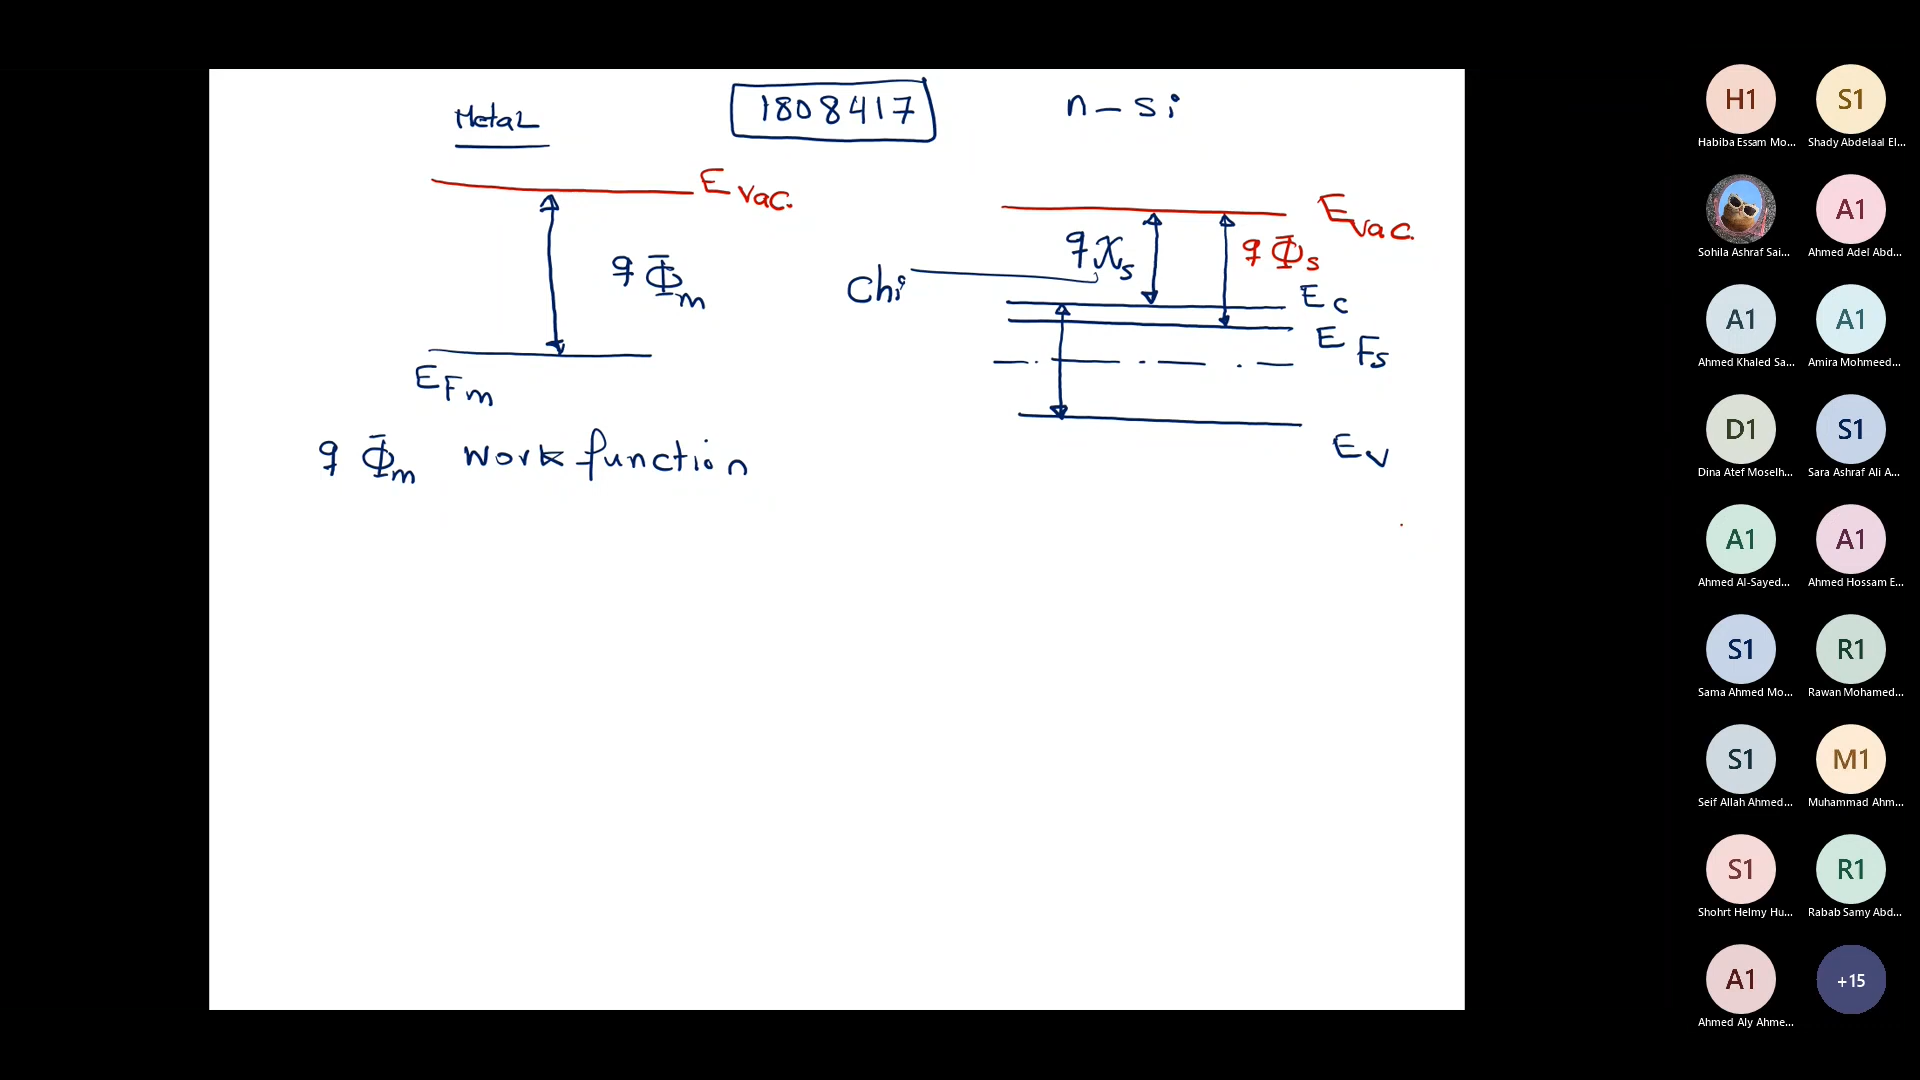 Metal
1808417
n-si
E vac.
E vac.
q χs
q Φs
q Φm
Chi
E c
E Fs
E Fm
E v
q Φm work function
H1
S1
Habiba Essam Mo...
Shady Abdelaal El...
A1
Sohila Ashraf Sai...
Ahmed Adel Abd...
A1
A1
Ahmed Khaled Sa...
Amira Mohmeed...
D1
S1
Dina Atef Moselh...
Sara Ashraf Ali A...
A1
A1
Ahmed Al-Sayed...
Ahmed Hossam E...
S1
R1
Sama Ahmed Mo...
Rawan Mohamed...
S1
M1
Seif Allah Ahmed...
Muhammad Ahm...
S1
R1
Shohrt Helmy Hu...
Rabab Samy Abd...
A1
+15
Ahmed Aly Ahme...